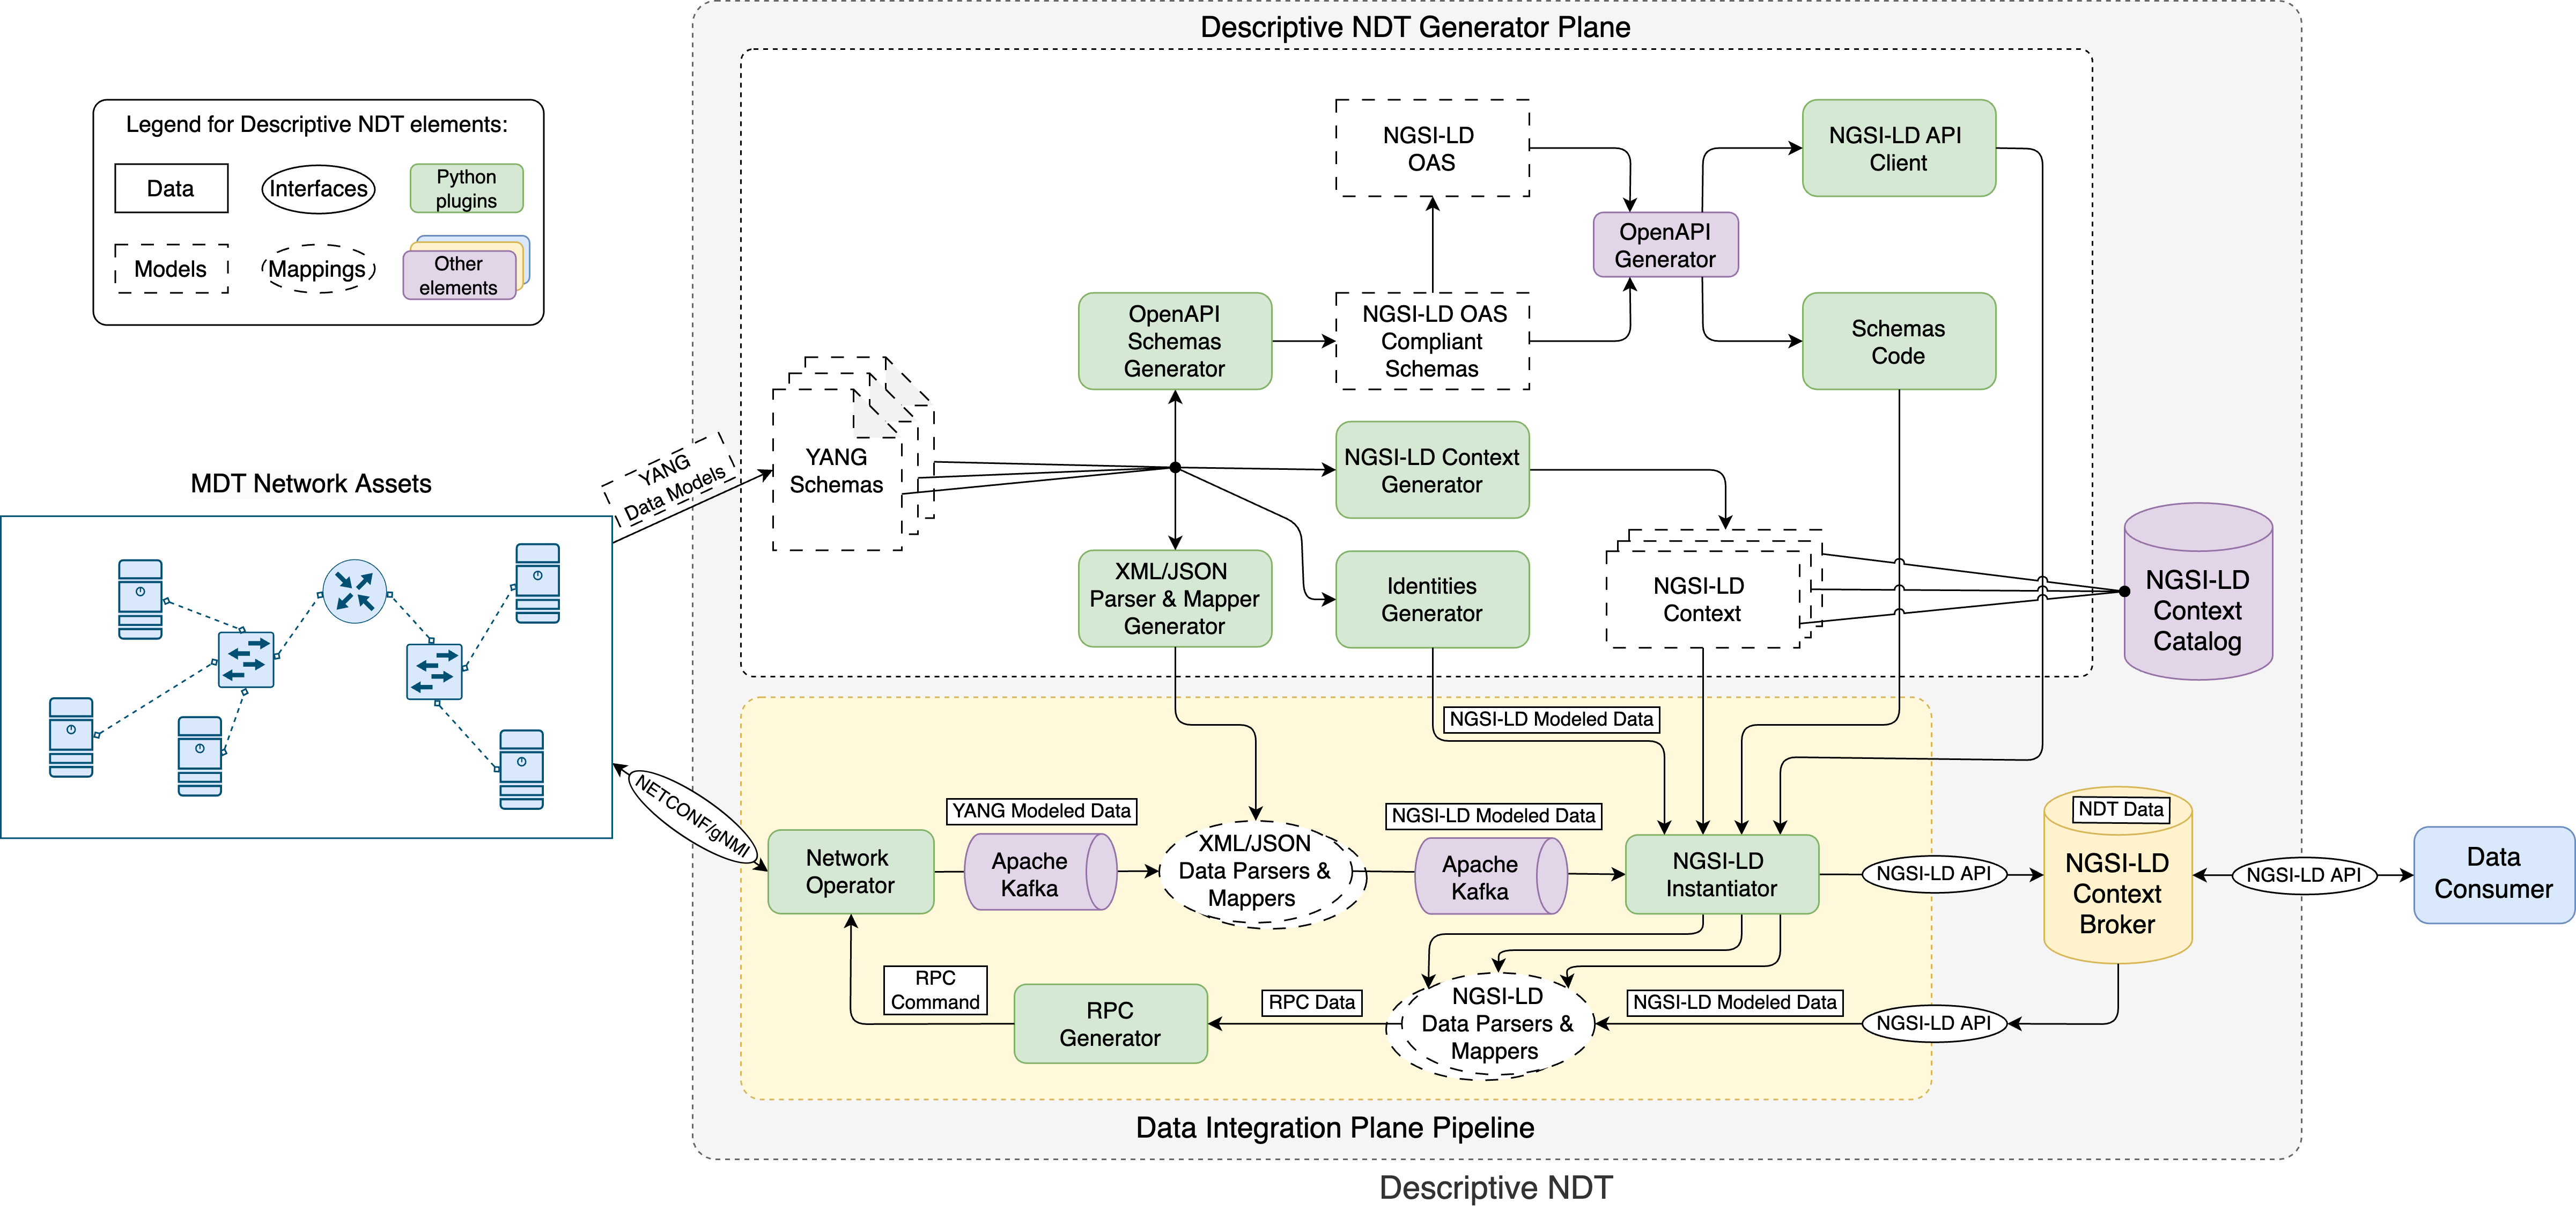 Descriptive NDT Generator Plane
Legend for Descriptive NDT elements:
Data
Interfaces
Python
plugins
Models
Mappings
Other
elements
NGSI-LD
OAS
NGSI-LD API
Client
OpenAPI
Generator
OpenAPI
Schemas
Generator
NGSI-LD OAS
Compliant
Schemas
Schemas
Code
YANG
Data Models
YANG
Schemas
NGSI-LD Context
Generator
MDT Network Assets
XML/JSON
Parser & Mapper
Generator
Identities
Generator
NGSI-LD
Context
NGSI-LD
Context
Catalog
NGSI-LD Modeled Data
NETCONF/gNMI
YANG Modeled Data
NGSI-LD Modeled Data
NDT Data
Network
Operator
Apache
Kafka
XML/JSON
Data Parsers &
Mappers
Apache
Kafka
NGSI-LD
Instantiator
NGSI-LD API
NGSI-LD
Context
Broker
NGSI-LD API
Data
Consumer
RPC
Command
RPC
Generator
RPC Data
NGSI-LD
Data Parsers &
Mappers
NGSI-LD Modeled Data
NGSI-LD API
Data Integration Plane Pipeline
Descriptive NDT